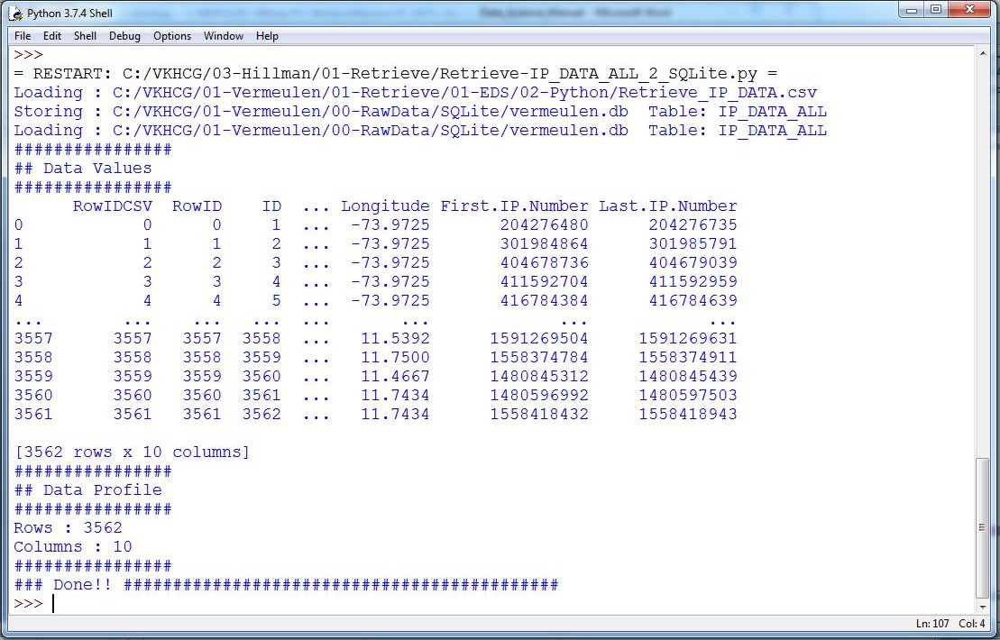 Python 3.7.4 Shell
Data_Science_Manual - Microsoft Word
File Edit Shell Debug Options Window Help
>>>
= RESTART: C:/VKHCG/03-Hillman/01-Retrieve/Retrieve-IP_DATA_ALL_2_SQLite.py =
Loading : C:/VKHCG/01-Vermeulen/01-Retrieve/01-EDS/02-Python/Retrieve_IP_DATA.csv
Storing : C:/VKHCG/01-Vermeulen/00-RawData/SQLite/vermeulen.db  Table: IP_DATA_ALL
Loading : C:/VKHCG/01-Vermeulen/00-RawData/SQLite/vermeulen.db  Table: IP_DATA_ALL
################
## Data Values
################
      RowIDCSV  RowID    ID  ... Longitude First.IP.Number Last.IP.Number
0            0      0     1  ...  -73.9725       204276480      204276735
1            1      1     2  ...  -73.9725       301984864      301985791
2            2      2     3  ...  -73.9725       404678736      404679039
3            3      3     4  ...  -73.9725       411592704      411592959
4            4      4     5  ...  -73.9725       416784384      416784639
...        ...    ...   ...  ...       ...             ...            ...
3557      3557   3557  3558  ...   11.5392      1591269504     1591269631
3558      3558   3558  3559  ...   11.7500      1558374784     1558374911
3559      3559   3559  3560  ...   11.4667      1480845312     1480845439
3560      3560   3560  3561  ...   11.7434      1480596992     1480597503
3561      3561   3561  3562  ...   11.7434      1558418432     1558418943
[3562 rows x 10 columns]
################
## Data Profile
################
Rows : 3562
Columns : 10
################
### Done!! ############################################
>>>
Ln: 107 Col: 4